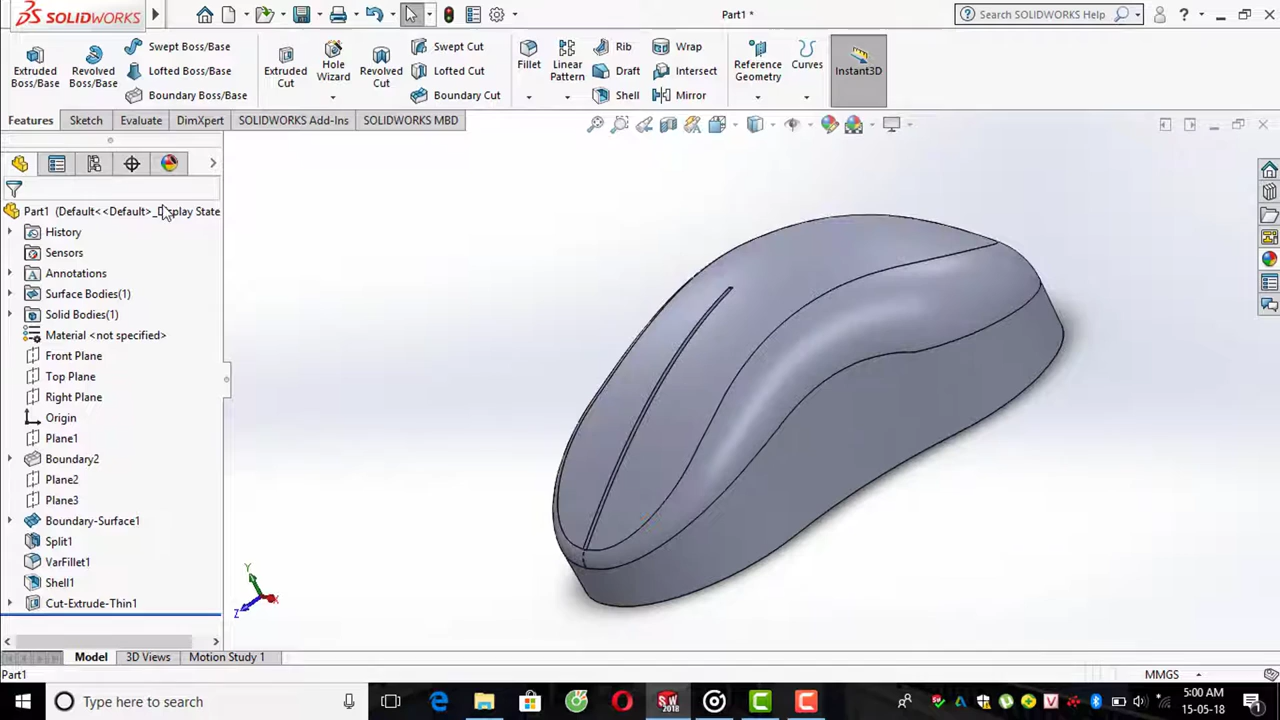 SOLIDWORKS
Part1 *
Search SOLIDWORKS Help
?
Extruded Boss/Base
Revolved Boss/Base
Swept Boss/Base
Lofted Boss/Base
Boundary Boss/Base
Extruded Cut
Hole Wizard
Revolved Cut
Swept Cut
Lofted Cut
Boundary Cut
Fillet
Linear Pattern
Rib
Draft
Shell
Wrap
Intersect
Mirror
Reference Geometry
Curves
Instant3D
Features
Sketch
Evaluate
DimXpert
SOLIDWORKS Add-Ins
SOLIDWORKS MBD
Part1 (Default<<Default>_Display State
History
Sensors
Annotations
Surface Bodies(1)
Solid Bodies(1)
Material <not specified>
Front Plane
Top Plane
Right Plane
Origin
Plane1
Boundary2
Plane2
Plane3
Boundary-Surface1
Split1
VarFillet1
Shell1
Cut-Extrude-Thin1
Y
Z
X
Model
3D Views
Motion Study 1
Part1
MMGS
Type here to search
SW
2018
5:00 AM
15-05-18